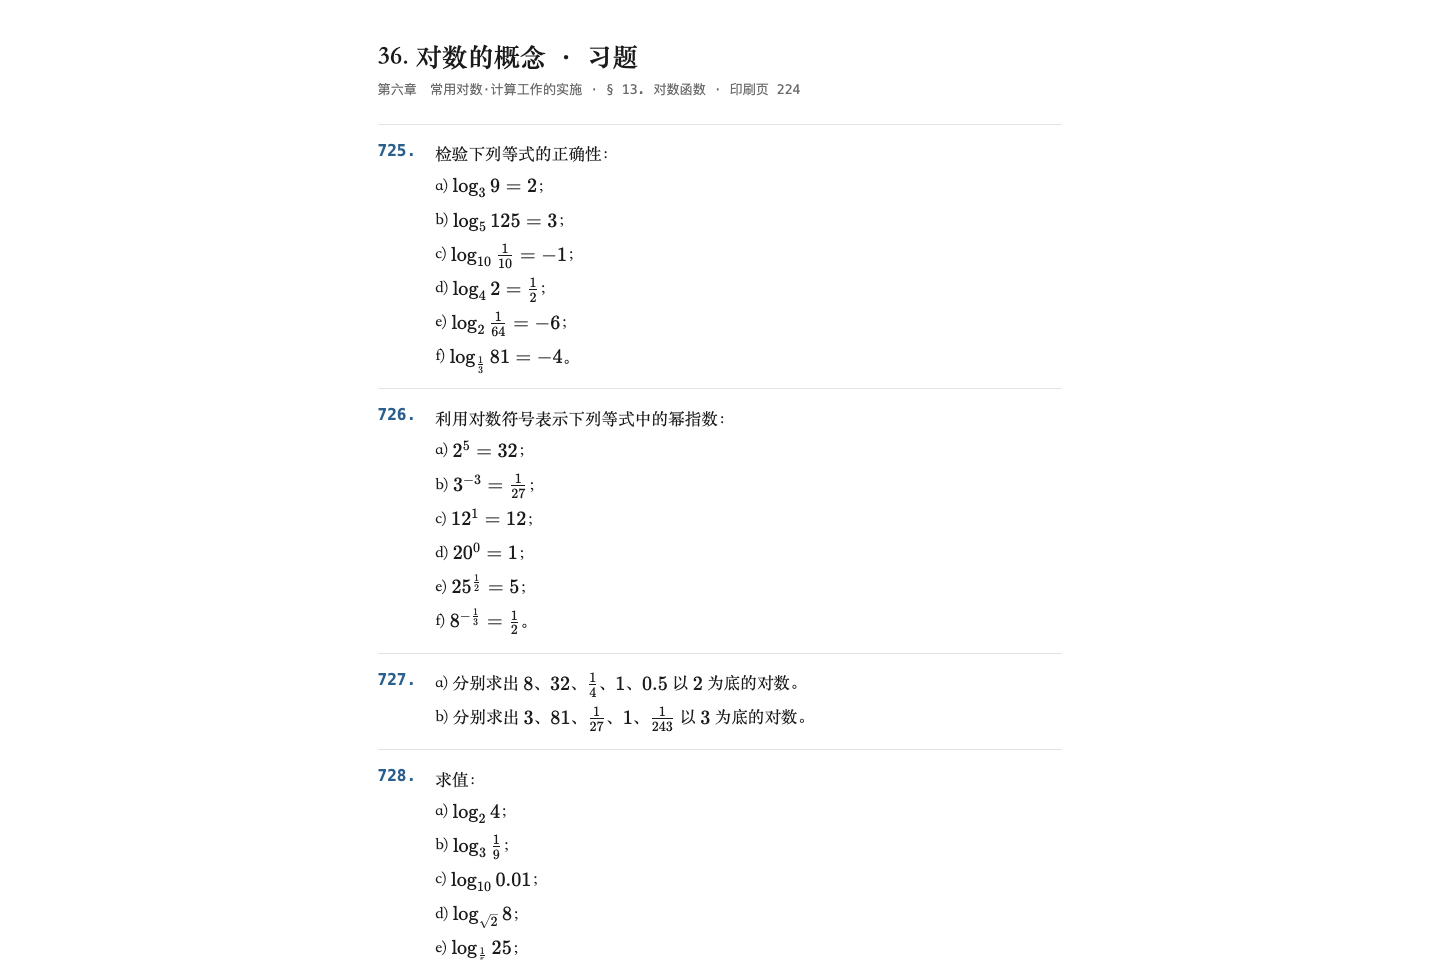 36. 对数的概念 · 习题
第六章 常用对数·计算工作的实施 · § 13. 对数函数 · 印刷页 224
725. 检验下列等式的正确性：
a) log₃ 9 = 2；
b) log₅ 125 = 3；
c) log₁₀ 1/10 = −1；
d) log₄ 2 = 1/2；
e) log₂ 1/64 = −6；
f) log_{1/3} 81 = −4。
726. 利用对数符号表示下列等式中的幂指数：
a) 2⁵ = 32；
b) 3⁻³ = 1/27；
c) 12¹ = 12；
d) 20⁰ = 1；
e) 25^{1/2} = 5；
f) 8^{−1/3} = 1/2。
727. a) 分别求出 8、32、1/4、1、0.5 以 2 为底的对数。
b) 分别求出 3、81、1/27、1、1/243 以 3 为底的对数。
728. 求值：
a) log₂ 4；
b) log₃ 1/9；
c) log₁₀ 0.01；
d) log_{√2} 8；
e) log 25；